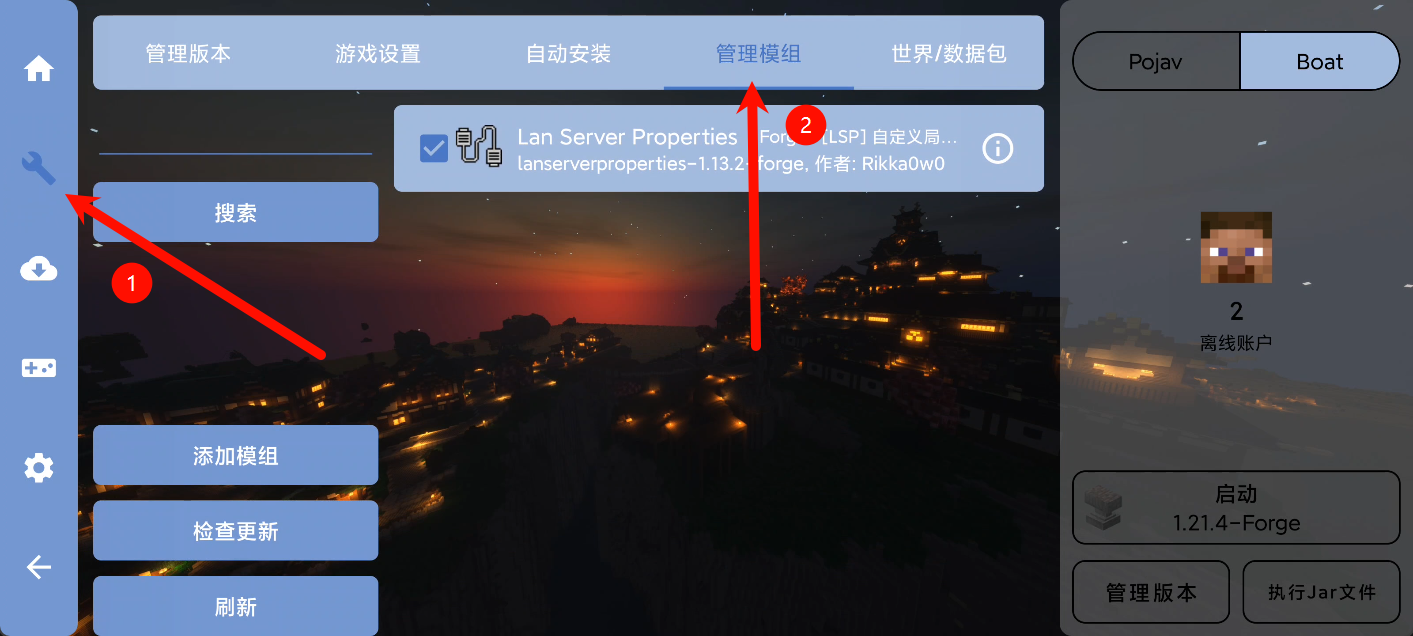 管理版本
游戏设置
自动安装
管理模组
世界/数据包
Pojav
Boat
2
Lan Server Properties
Forge [LSP] 自定义局…
lanserverproperties-1.13.2-forge, 作者: Rikka0w0
搜索
1
2
离线账户
添加模组
检查更新
刷新
启动
1.21.4-Forge
管理版本
执行Jar文件